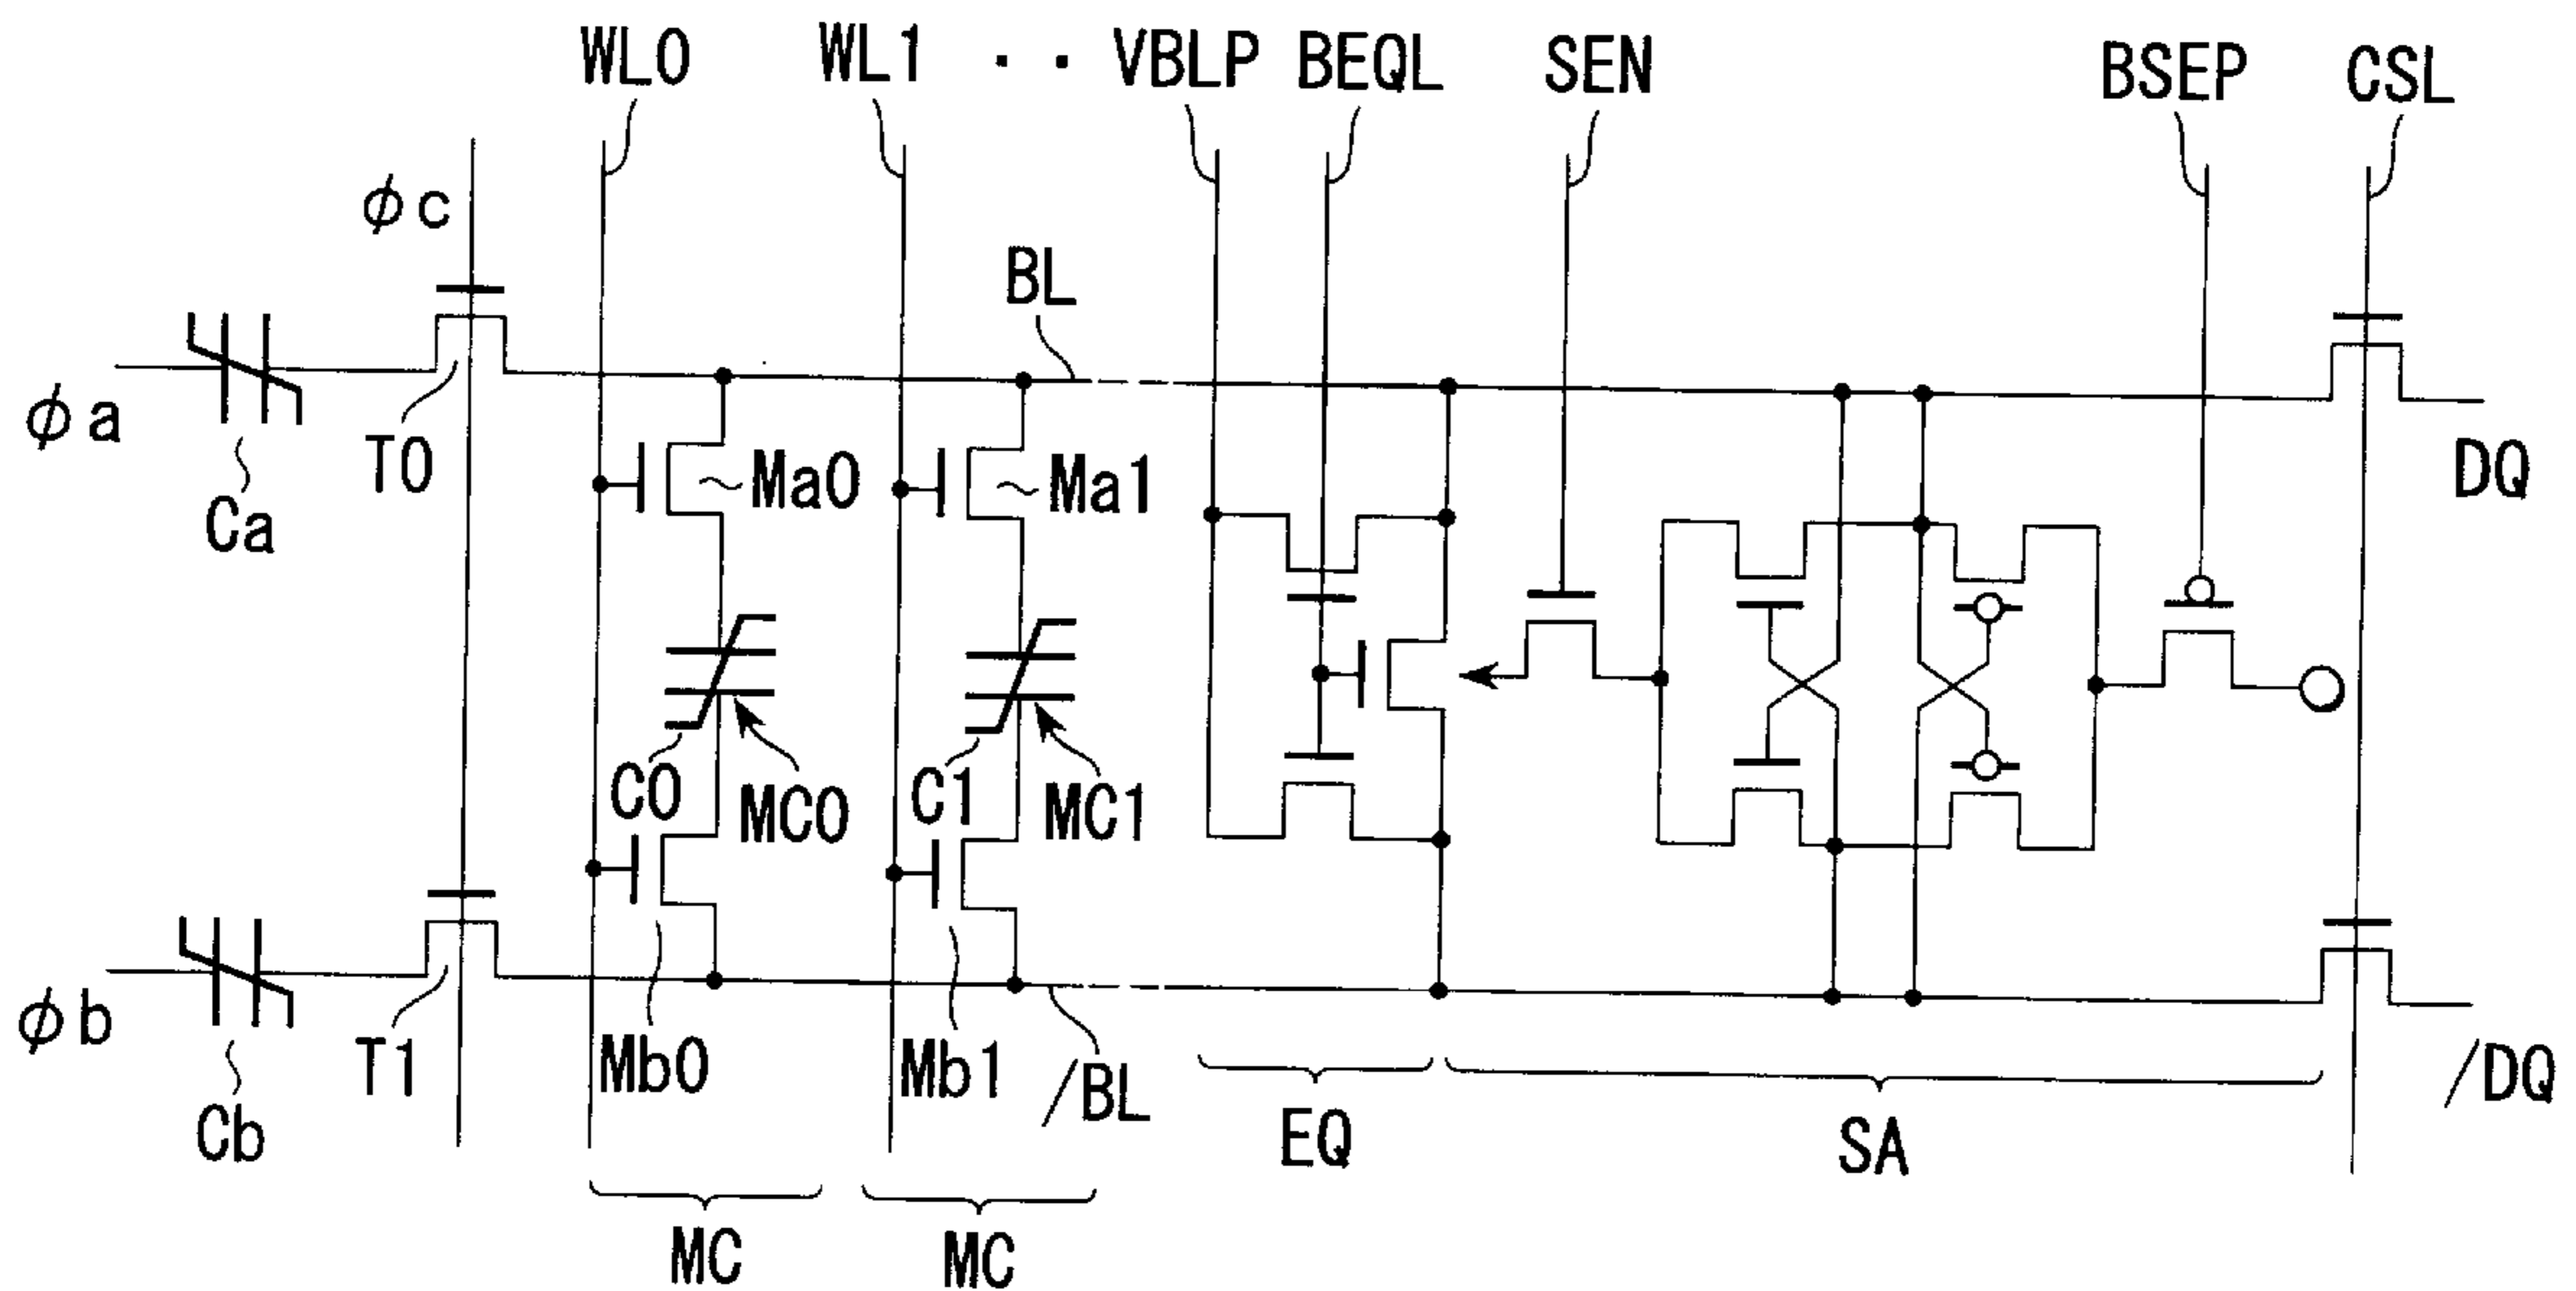 WL0 WL1 · · VBLP BEQL SEN BSEP CSL
φc
BL
φa
T0
Ma0
Ma1
DQ
Ca
C0
MC0
C1
MC1
φb
T1
Mb0
Mb1
/BL
/DQ
Cb
EQ
SA
MC
MC